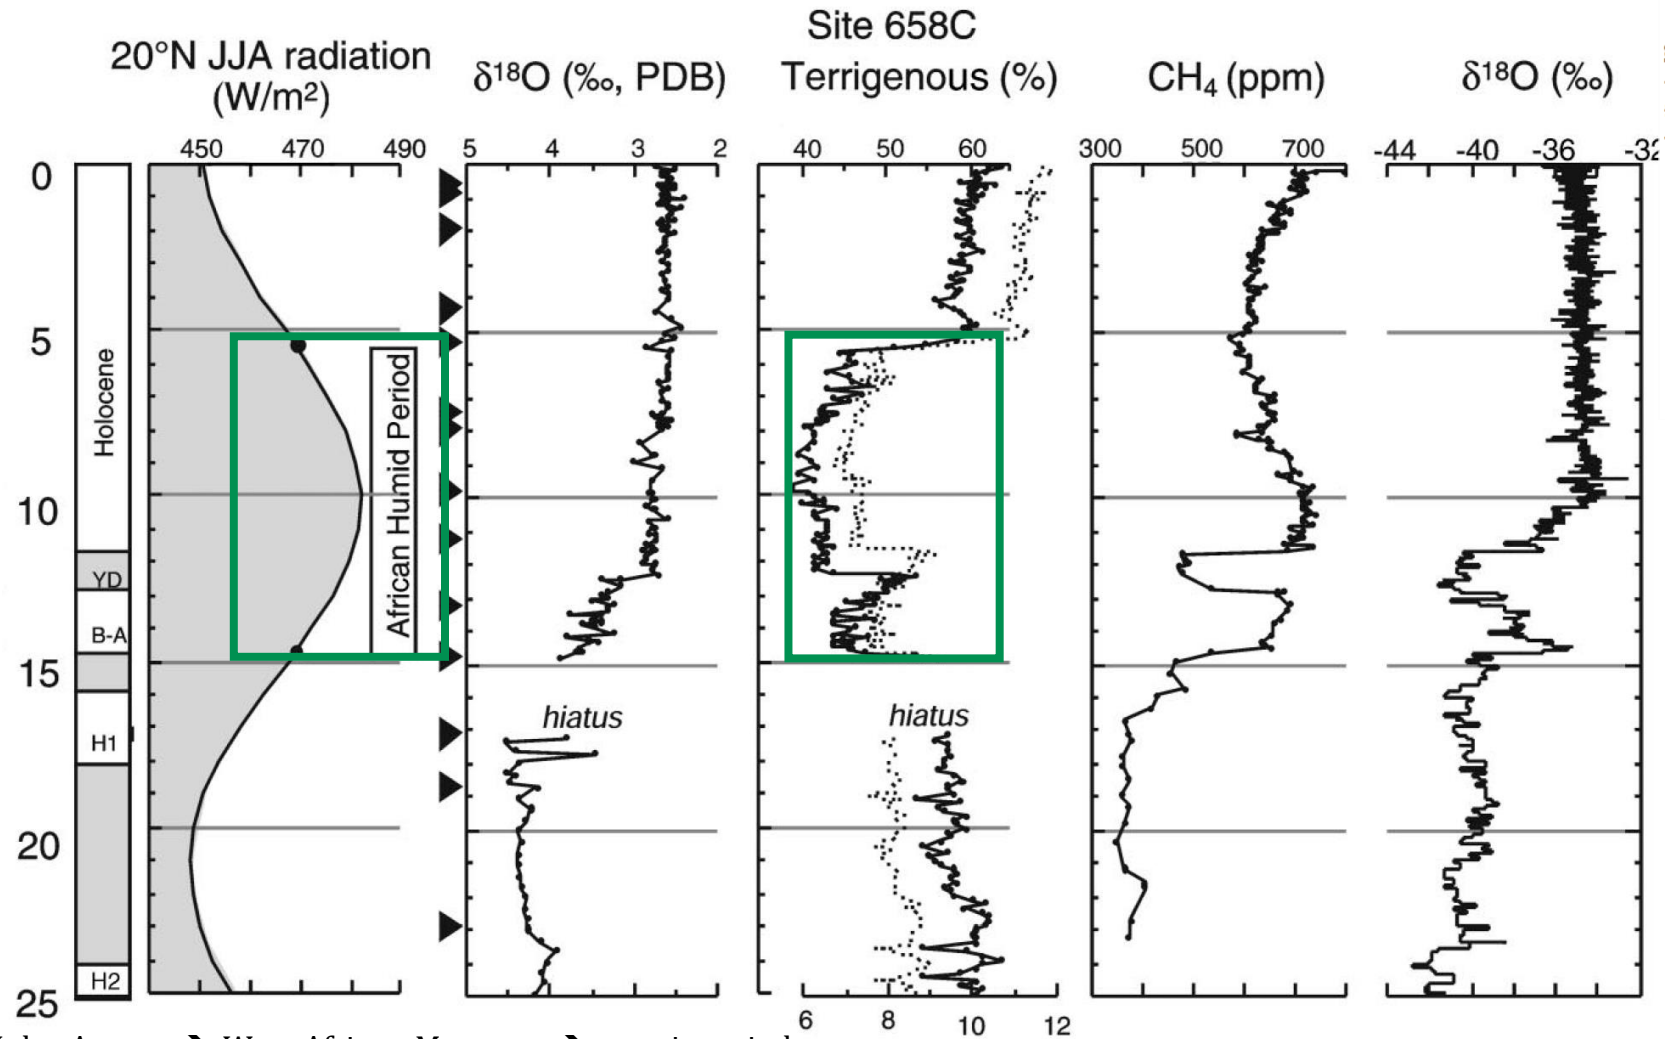 Site 658C
20°N JJA radiation
(W/m²)
δ¹⁸O (‰, PDB)
Terrigenous (%)
CH₄ (ppm)
δ¹⁸O (‰)
450 470 490
5 4 3 2
40 50 60
300 500 700
-44 -40 -36 -32
0
5
10
15
20
25
Holocene
YD
B-A
H1
H2
African Humid Period
hiatus
hiatus
6 8 10 12